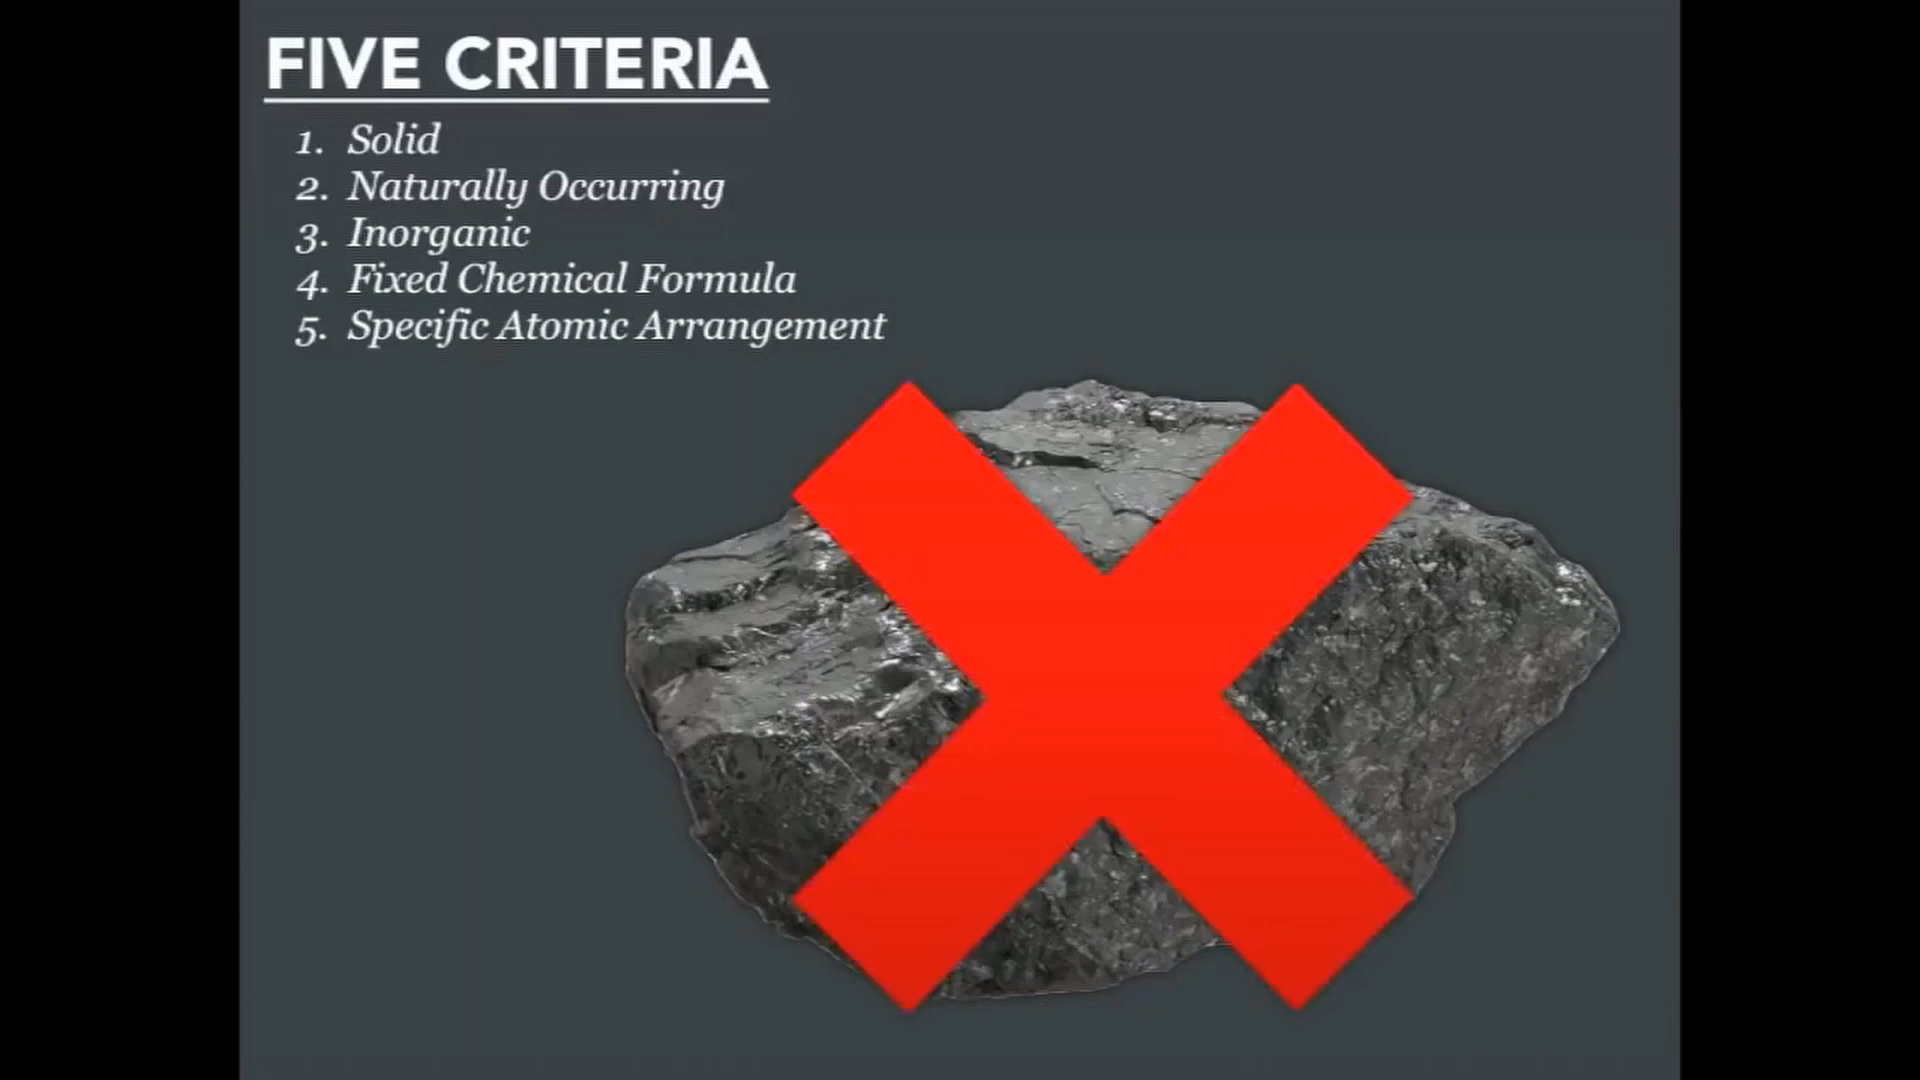 FIVE CRITERIA
1. Solid
2. Naturally Occurring
3. Inorganic
4. Fixed Chemical Formula
5. Specific Atomic Arrangement